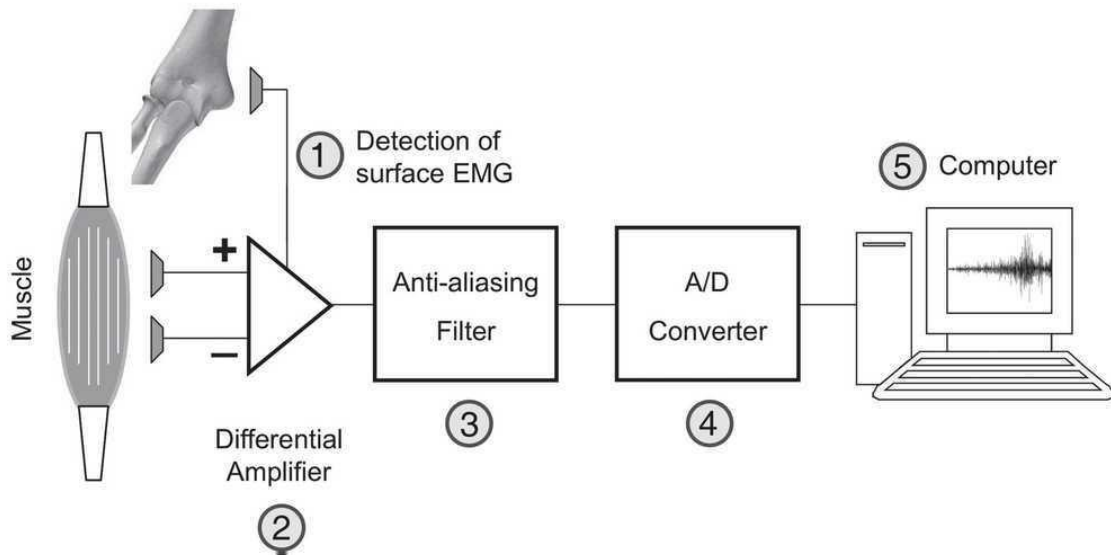 1
Detection of
surface EMG
5
Computer
Muscle
+
−
Differential
Amplifier
2
Anti-aliasing
Filter
3
A/D
Converter
4